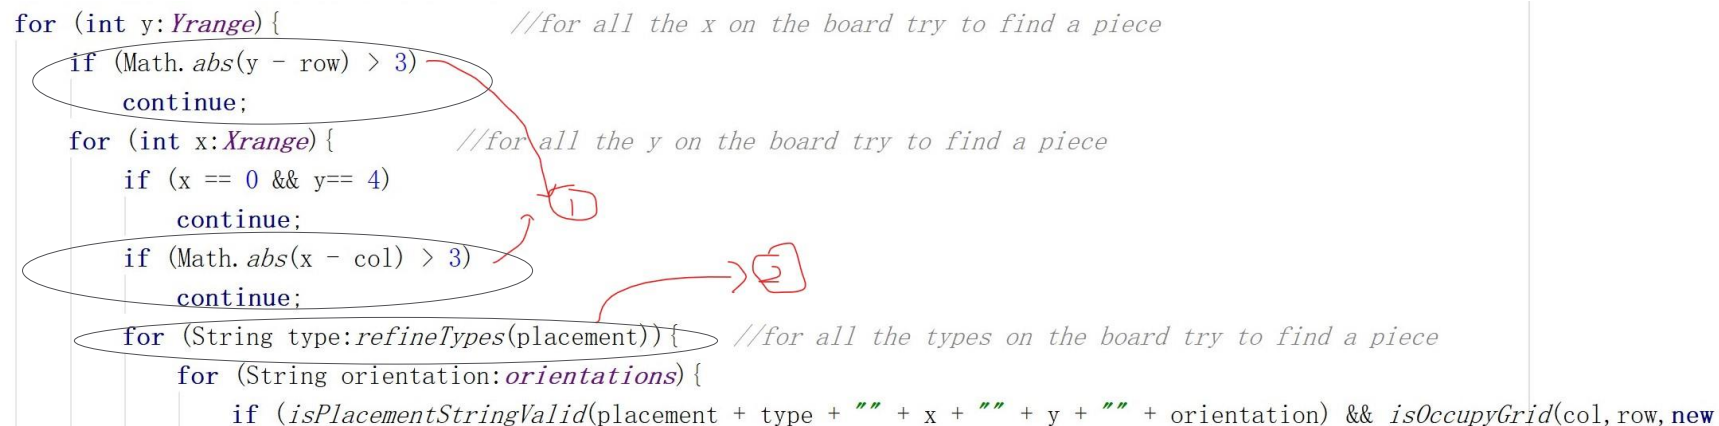 for (int y:Yrange){ //for all the x on the board try to find a piece
if (Math.abs(y - row) > 3)
continue;
for (int x:Xrange){ //for all the y on the board try to find a piece
if (x == 0 && y== 4)
continue;
1
if (Math.abs(x - col) > 3)
2
continue;
for (String type:refineTypes(placement)){ //for all the types on the board try to find a piece
for (String orientation:orientations){
if (isPlacementStringValid(placement + type + "" + x + "" + y + "" + orientation) && isOccupyGrid(col,row,new